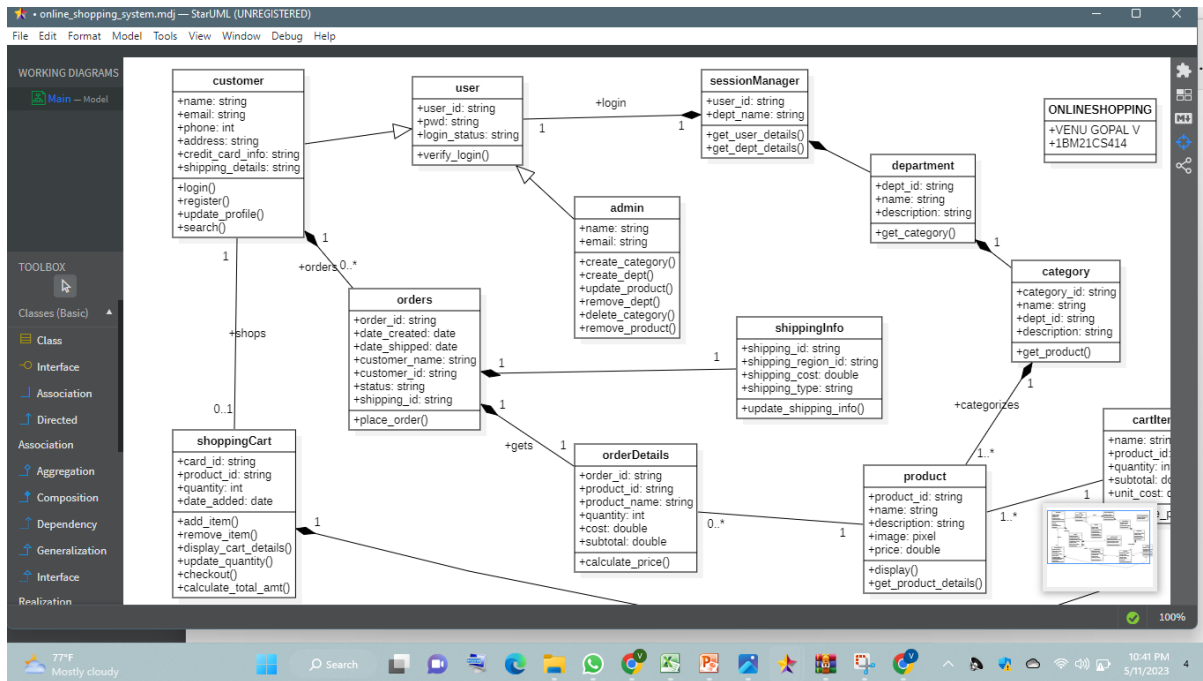 • online_shopping_system.mdj — StarUML (UNREGISTERED)
File Edit Format Model Tools View Window Debug Help
WORKING DIAGRAMS
Main — Model
TOOLBOX
Classes (Basic)
Class
Interface
Association
Directed
Association
Aggregation
Composition
Dependency
Generalization
Interface
Realization
customer
+name: string
+email: string
+phone: int
+address: string
+credit_card_info: string
+shipping_details: string
+login()
+register()
+update_profile()
+search()
user
+user_id: string
+pwd: string
+login_status: string
+verify_login()
+login
1
1
sessionManager
+user_id: string
+dept_name: string
+get_user_details()
+get_dept_details()
ONLINESHOPPING
+VENU GOPAL V
+1BM21CS414
department
+dept_id: string
+name: string
+description: string
+get_category()
1
admin
+name: string
+email: string
+create_category()
+create_dept()
+update_product()
+remove_dept()
+delete_category()
+remove_product()
category
+category_id: string
+name: string
+dept_id: string
+description: string
+get_product()
1
+categorizes
1..*
1
+orders
0..*
1
+shops
0..1
orders
+order_id: string
+date_created: date
+date_shipped: date
+customer_name: string
+customer_id: string
+status: string
+shipping_id: string
+place_order()
1
1
shippingInfo
+shipping_id: string
+shipping_region_id: string
+shipping_cost: double
+shipping_type: string
+update_shipping_info()
1
+gets
1
shoppingCart
+card_id: string
+product_id: string
+quantity: int
+date_added: date
+add_item()
+remove_item()
+display_cart_details()
+update_quantity()
+checkout()
+calculate_total_amt()
1
orderDetails
+order_id: string
+product_id: string
+product_name: string
+quantity: int
+cost: double
+subtotal: double
+calculate_price()
0..*
1
product
+product_id: string
+name: string
+description: string
+image: pixel
+price: double
+display()
+get_product_details()
1..*
1
+name:
+product_id:
+quantity:
+subtotal:
+unit_cost:
100%
77°F
Mostly cloudy
Search
10:41 PM
5/11/2023
4